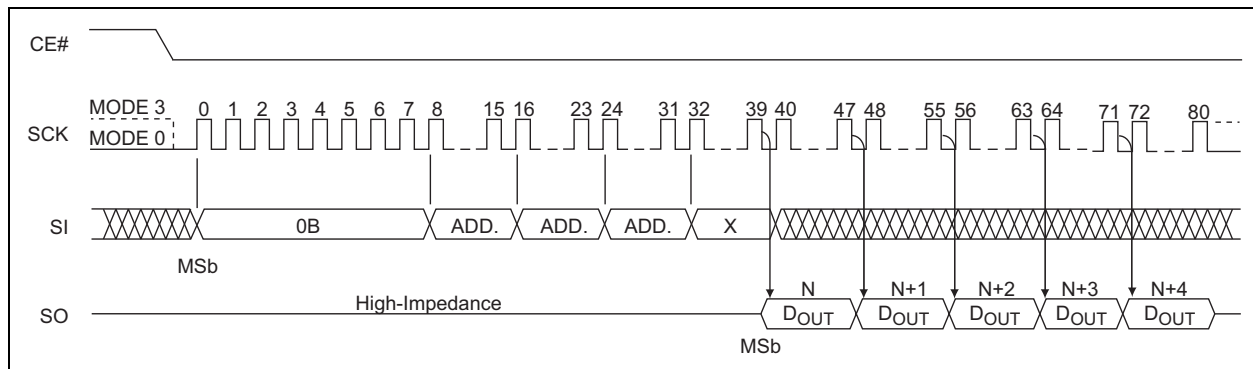 CE#
MODE 3
0 1 2 3 4 5 6 7 8 15 16 23 24 31 32 39 40 47 48 55 56 63 64 71 72 80
SCK
MODE 0
SI
0B
ADD.
ADD.
ADD.
X
MSb
High-Impedance
N
N+1
N+2
N+3
N+4
SO
DOUT
DOUT
DOUT
DOUT
DOUT
MSb